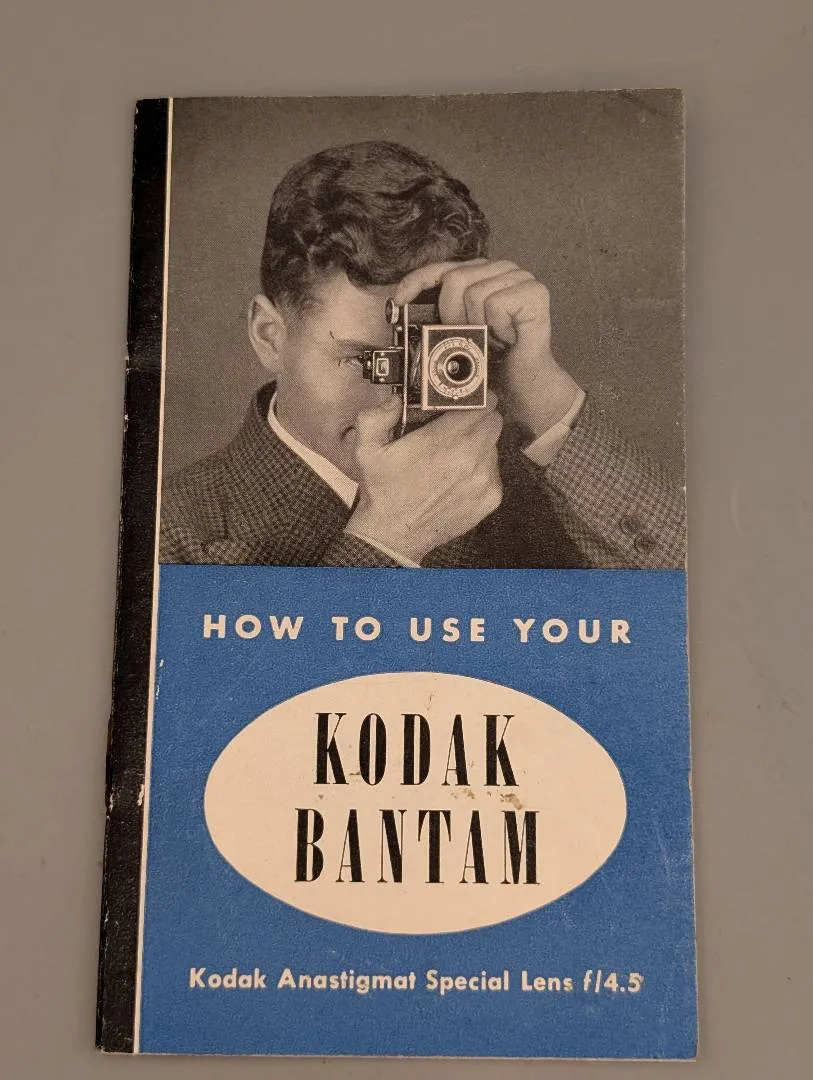 HOW TO USE YOUR
KODAK
BANTAM
Kodak Anastigmat Special Lens f/4.5